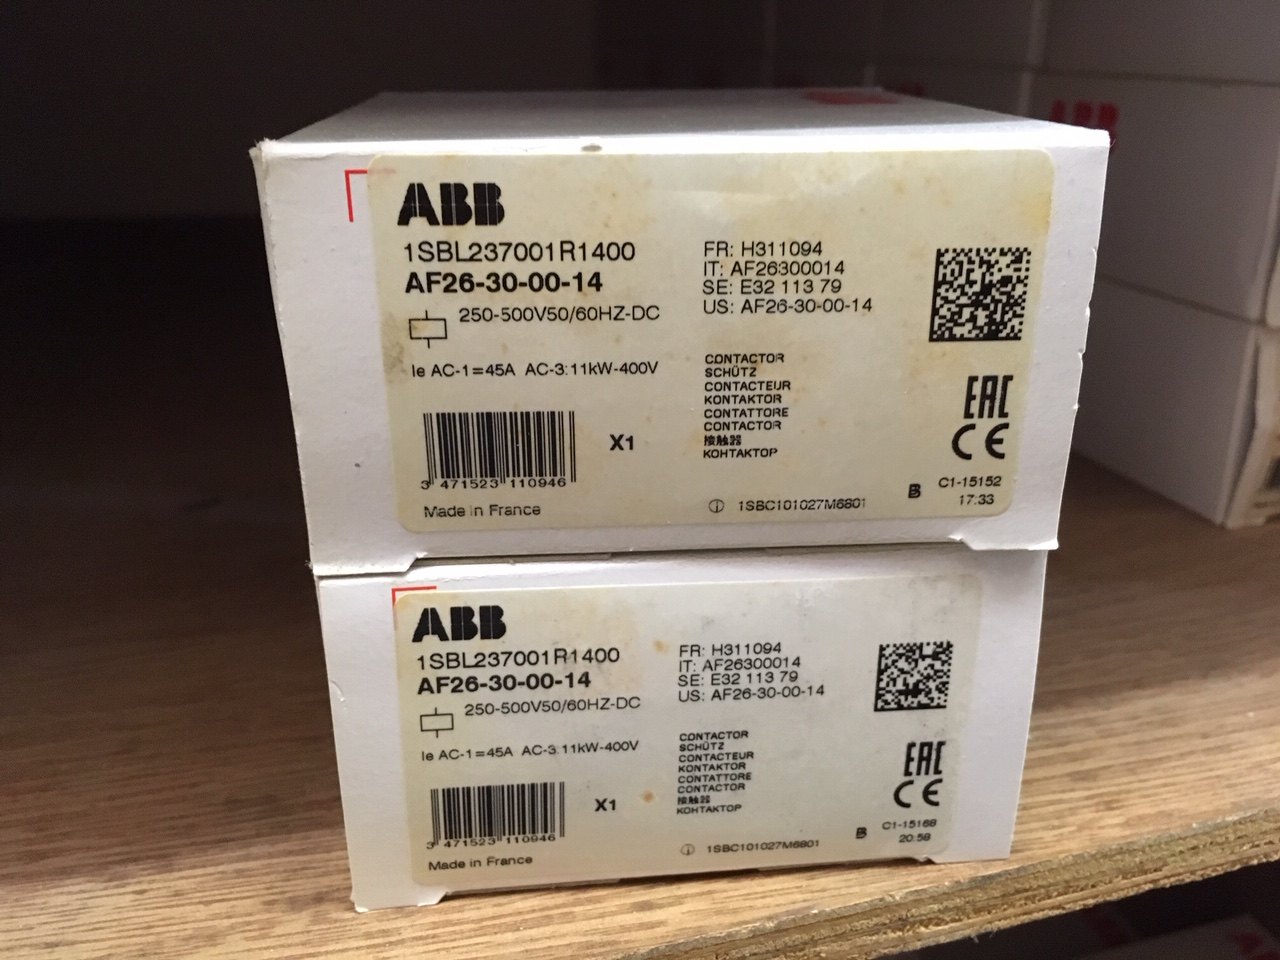 ABB
ABB
1SBL237001R1400
AF26-30-00-14
250-500V50/60HZ-DC
Ie AC-1=45A AC-3:11kW-400V
3 471523 110946
X1
Made in France
FR: H311094
IT: AF26300014
SE: E32 113 79
US: AF26-30-00-14
CONTACTOR
SCHÜTZ
CONTACTEUR
KONTAKTOR
CONTATTORE
CONTACTOR
接触器
КОНТАКТОР
1SBC101027M6801
EAC
CE
B
C1-15152
17:33
ABB
1SBL237001R1400
AF26-30-00-14
250-500V50/60HZ-DC
Ie AC-1=45A AC-3:11kW-400V
3 471523 110946
X1
Made in France
FR: H311094
IT: AF26300014
SE: E32 113 79
US: AF26-30-00-14
CONTACTOR
SCHÜTZ
CONTACTEUR
KONTAKTOR
CONTATTORE
CONTACTOR
接触器
КОНТАКТОР
1SBC101027M6801
EAC
CE
B
C1-15168
20:58